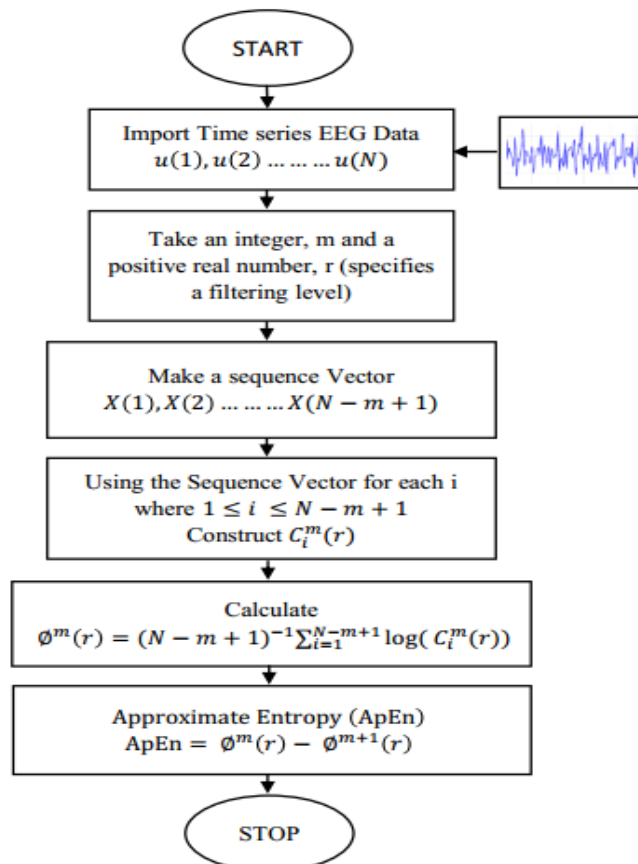 START
Import Time series EEG Data
u(1), u(2) … … … u(N)
Take an integer, m and a
positive real number, r (specifies
a filtering level)
Make a sequence Vector
X(1), X(2) … … … X(N − m + 1)
Using the Sequence Vector for each i
where 1 ≤ i ≤ N − m + 1
Construct C_i^m(r)
Calculate
∅^m(r) = (N − m + 1)^−1 ∑_{i=1}^{N−m+1} log( C_i^m(r))
Approximate Entropy (ApEn)
ApEn = ∅^m(r) − ∅^{m+1}(r)
STOP